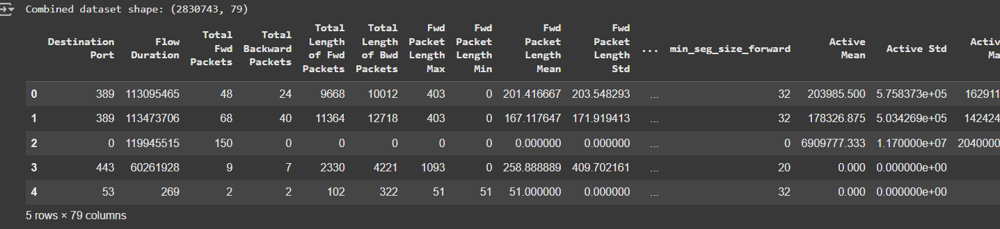 Combined dataset shape: (2830743, 79)
Destination Port Flow Duration Total Fwd Packets Total Backward Packets Total Length of Fwd Packets Total Length of Bwd Packets Fwd Packet Length Max Fwd Packet Length Min Fwd Packet Length Mean Fwd Packet Length Std ... min_seg_size_forward Active Mean Active Std Activ Ma
0 389 113095465 48 24 9668 10012 403 0 201.416667 203.548293 ... 32 203985.500 5.758373e+05 162911
1 389 113473706 68 40 11364 12718 403 0 167.117647 171.919413 ... 32 178326.875 5.034269e+05 142424
2 0 119945515 150 0 0 0 0 0 0.000000 0.000000 ... 0 6909777.333 1.170000e+07 2040000
3 443 60261928 9 7 2330 4221 1093 0 258.888889 409.702161 ... 20 0.000 0.000000e+00
4 53 269 2 2 102 322 51 51 51.000000 0.000000 ... 32 0.000 0.000000e+00
5 rows × 79 columns